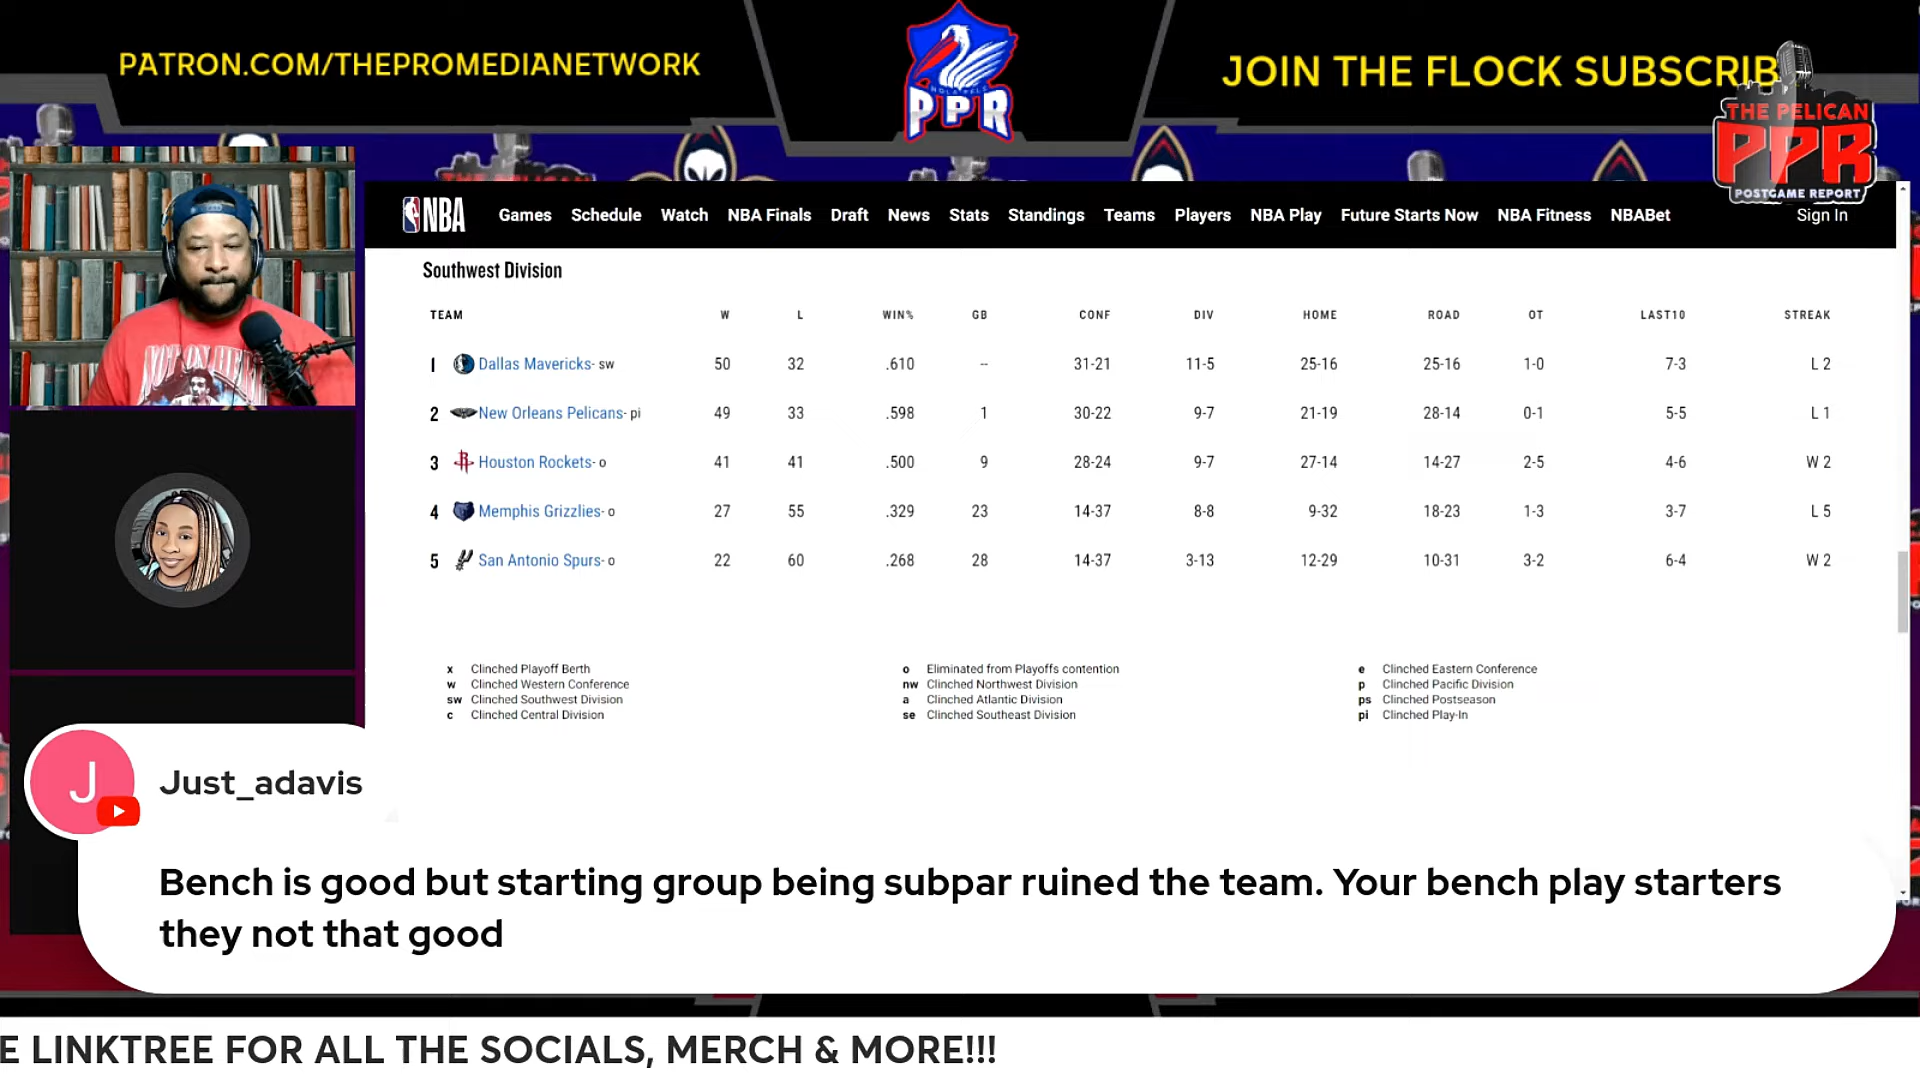 PATRON.COM/THEPROMEDIANETWORK
NOLA PELE
PPR
JOIN THE FLOCK SUBSCRIB
THE PELICAN
PPR
POSTGAME REPORT
NBA Games Schedule Watch NBA Finals Draft News Stats Standings Teams Players NBA Play Future Starts Now NBA Fitness NBABet Sign In
Southwest Division
TEAM W L WIN% GB CONF DIV HOME ROAD OT LAST10 STREAK
1 Dallas Mavericks- sw 50 32 .610 -- 31-21 11-5 25-16 25-16 1-0 7-3 L 2
2 New Orleans Pelicans- pi 49 33 .598 1 30-22 9-7 21-19 28-14 0-1 5-5 L 1
3 Houston Rockets- o 41 41 .500 9 28-24 9-7 27-14 14-27 2-5 4-6 W 2
4 Memphis Grizzlies- o 27 55 .329 23 14-37 8-8 9-32 18-23 1-3 3-7 L 5
5 San Antonio Spurs- o 22 60 .268 28 14-37 3-13 12-29 10-31 3-2 6-4 W 2
x Clinched Playoff Berth o Eliminated from Playoffs contention e Clinched Eastern Conference
w Clinched Western Conference nw Clinched Northwest Division p Clinched Pacific Division
sw Clinched Southwest Division a Clinched Atlantic Division ps Clinched Postseason
c Clinched Central Division se Clinched Southeast Division pi Clinched Play-In
J
Just_adavis
Bench is good but starting group being subpar ruined the team. Your bench play starters
they not that good
E LINKTREE FOR ALL THE SOCIALS, MERCH & MORE!!!